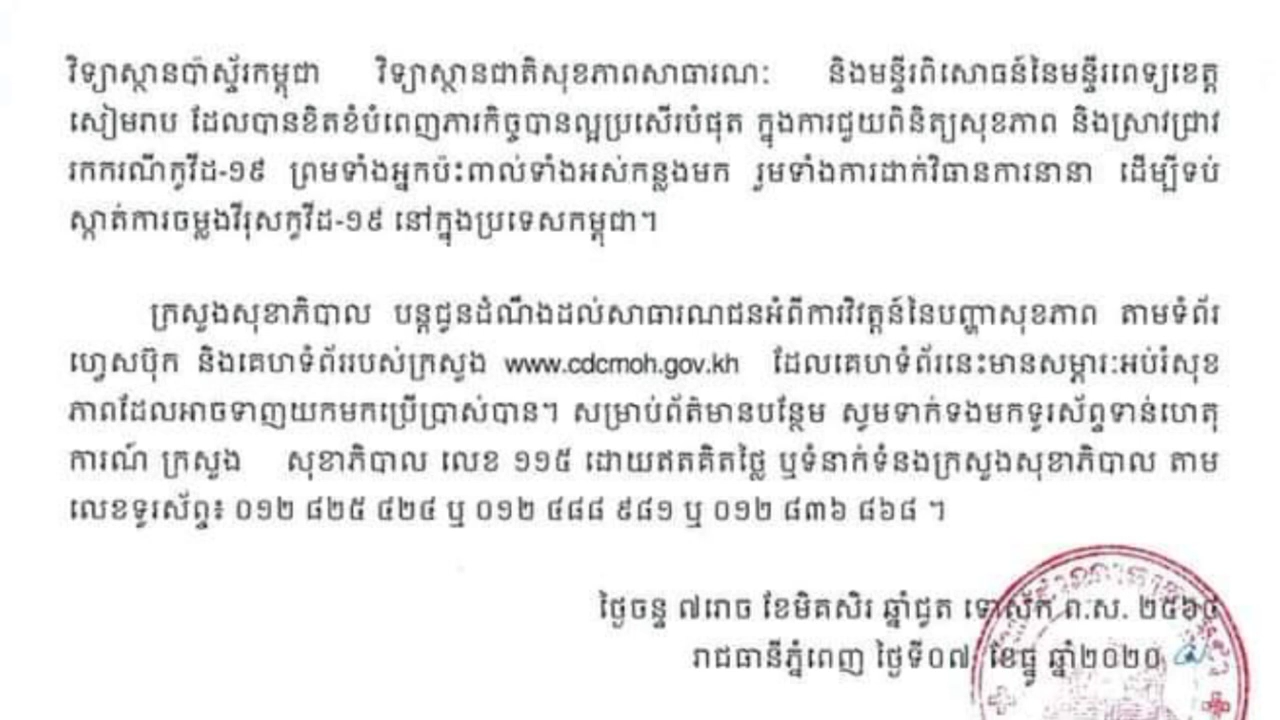 វិទ្យាស្ថានប៉ាស្ទ័រកម្ពុជា វិទ្យាស្ថានជាតិសុខភាពសាធារណៈ និងមន្ទីរពិសោធន៍នៃមន្ទីរពេទ្យខេត្ត
សៀមរាប ដែលបានខិតខំបំពេញភារកិច្ចបានល្អប្រសើរបំផុត ក្នុងការជួយពិនិត្យសុខភាព និងស្រាវជ្រាវ
រកករណីកូវីដ-១៩ ព្រមទាំងអ្នកប៉ះពាល់ទាំងអស់កន្លងមក រួមទាំងការដាក់វិធានការនានា ដើម្បីទប់
ស្កាត់ការចម្លងវីរុសកូវីដ-១៩ នៅក្នុងប្រទេសកម្ពុជា។
ក្រសួងសុខាភិបាល បន្តជូនដំណឹងដល់សាធារណជនអំពីការវិវត្តន៍នៃបញ្ហាសុខភាព តាមទំព័រ
ហ្វេសប៊ុក និងគេហទំព័ររបស់ក្រសួង www.cdcmoh.gov.kh ដែលគេហទំព័រនេះមានសម្ភារៈអប់រំសុខ
ភាពដែលអាចទាញយកមកប្រើប្រាស់បាន។ សម្រាប់ព័ត៌មានបន្ថែម សូមទាក់ទងមកទូរស័ព្ទទាន់ហេតុ
ការណ៍ ក្រសួង សុខាភិបាល លេខ ១១៥ ដោយឥតគិតថ្លៃ ឬទំនាក់ទំនងក្រសួងសុខាភិបាល តាម
លេខទូរស័ព្ទ៖ ០១២ ៨២៥ ៤២៤ ឬ ០១២ ៤៨៨ ៩៨១ ឬ ០១២ ៨៣៦ ៨៦៨ ។
ថ្ងៃចន្ទ ៧រោច ខែមិគសិរ ឆ្នាំជូត ទោស័ក ព.ស. ២៥៦៤
រាជធានីភ្នំពេញ ថ្ងៃទី០៧ ខែធ្នូ ឆ្នាំ២០២០